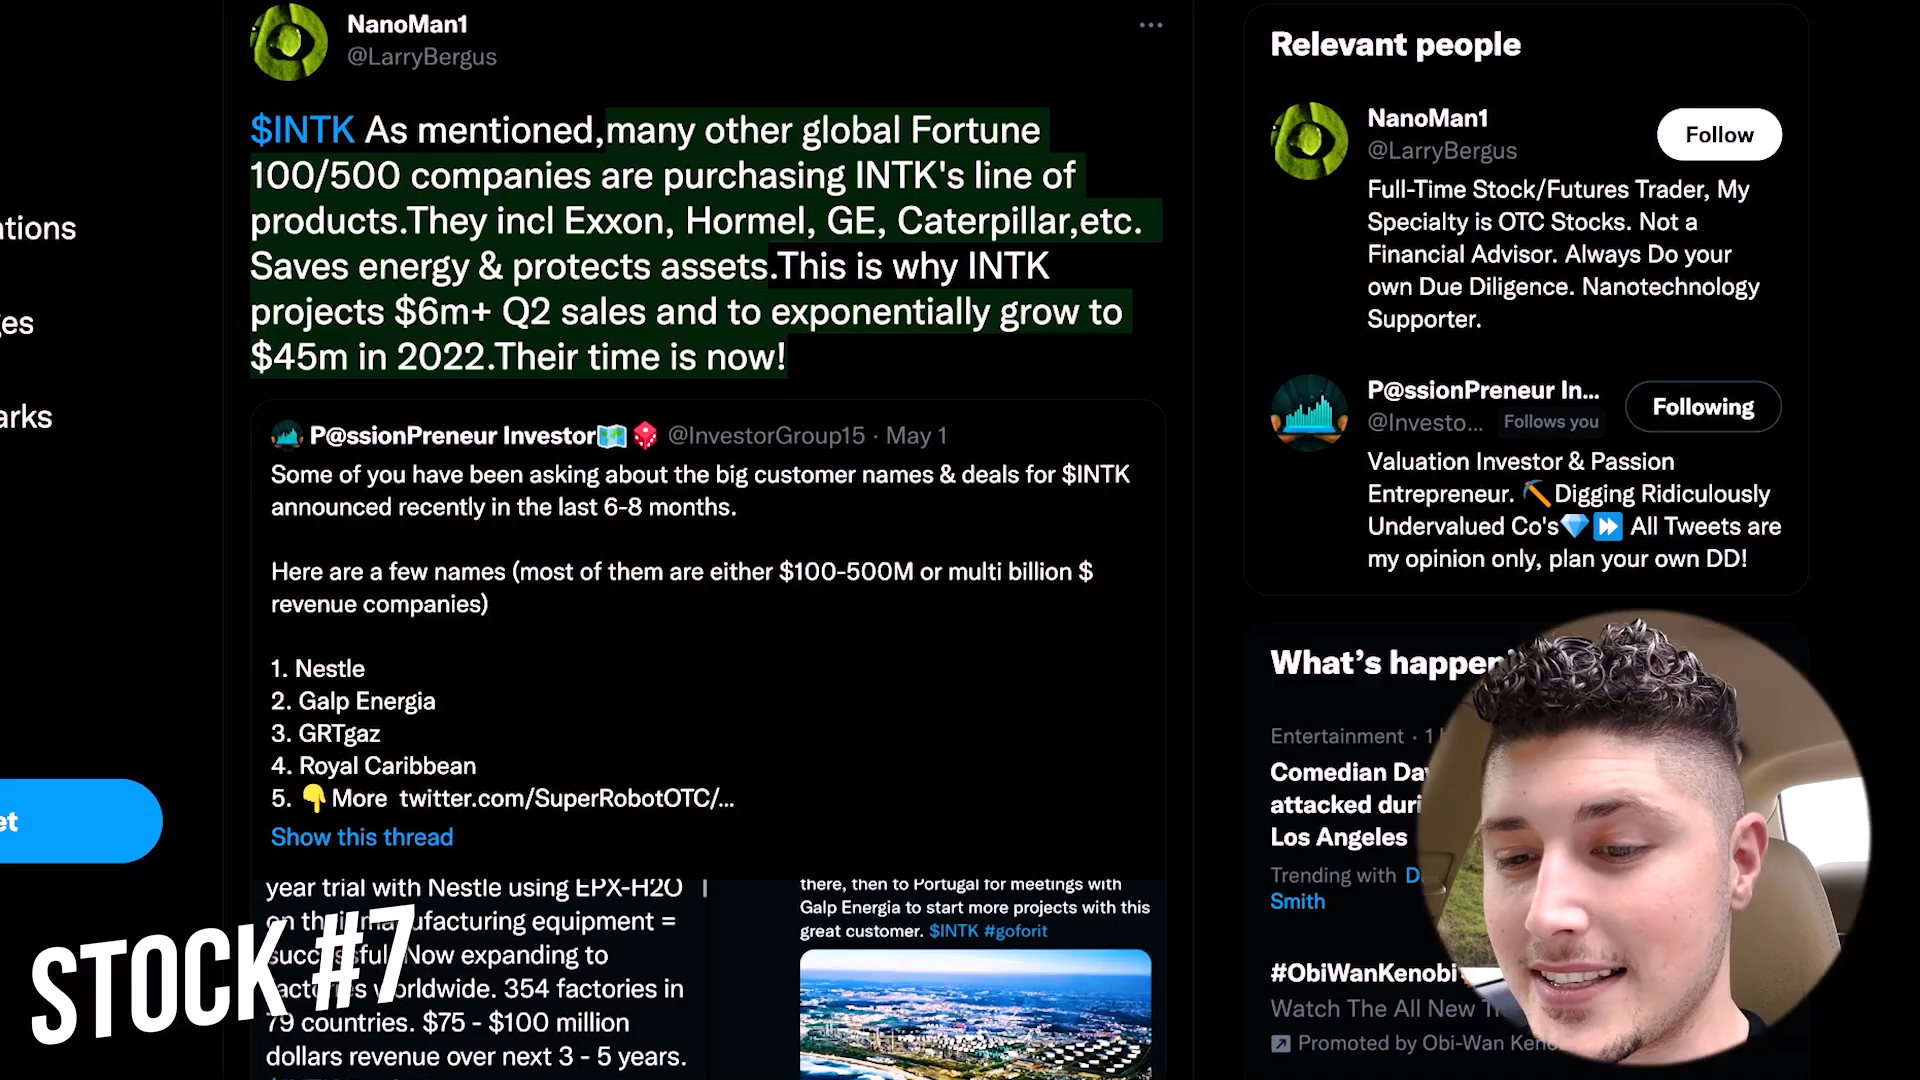 NanoMan1
@LarryBergus
$INTK As mentioned,many other global Fortune
100/500 companies are purchasing INTK's line of
products.They incl Exxon, Hormel, GE, Caterpillar,etc.
Saves energy & protects assets.This is why INTK
projects $6m+ Q2 sales and to exponentially grow to
$45m in 2022.Their time is now!
P@ssionPreneur Investor @InvestorGroup15 · May 1
Some of you have been asking about the big customer names & deals for $INTK
announced recently in the last 6-8 months.
Here are a few names (most of them are either $100-500M or multi billion $
revenue companies)
1. Nestle
2. Galp Energia
3. GRTgaz
4. Royal Caribbean
5. 👇 More twitter.com/SuperRobotOTC/...
Show this thread
year trial with Nestle using EPX-H2O
manufacturing equipment =
Now expanding to
worldwide. 354 factories in
79 countries. $75 - $100 million
dollars revenue over next 3 - 5 years.
there, then to Portugal for meetings with
Galp Energia to start more projects with this
great customer. $INTK #goforit
STOCK #7
Relevant people
NanoMan1
@LarryBergus
Follow
Full-Time Stock/Futures Trader, My
Specialty is OTC Stocks. Not a
Financial Advisor. Always Do your
own Due Diligence. Nanotechnology
Supporter.
P@ssionPreneur In...
@Investo... Follows you
Following
Valuation Investor & Passion
Entrepreneur. ⛏️Digging Ridiculously
Undervalued Co's💎⏩ All Tweets are
my opinion only, plan your own DD!
What's happen
Entertainment · 1
Comedian Da
attacked duri
Los Angeles
Trending with D
Smith
#ObiWanKenobi
Watch The All New
Promoted by Obi-Wan Keno